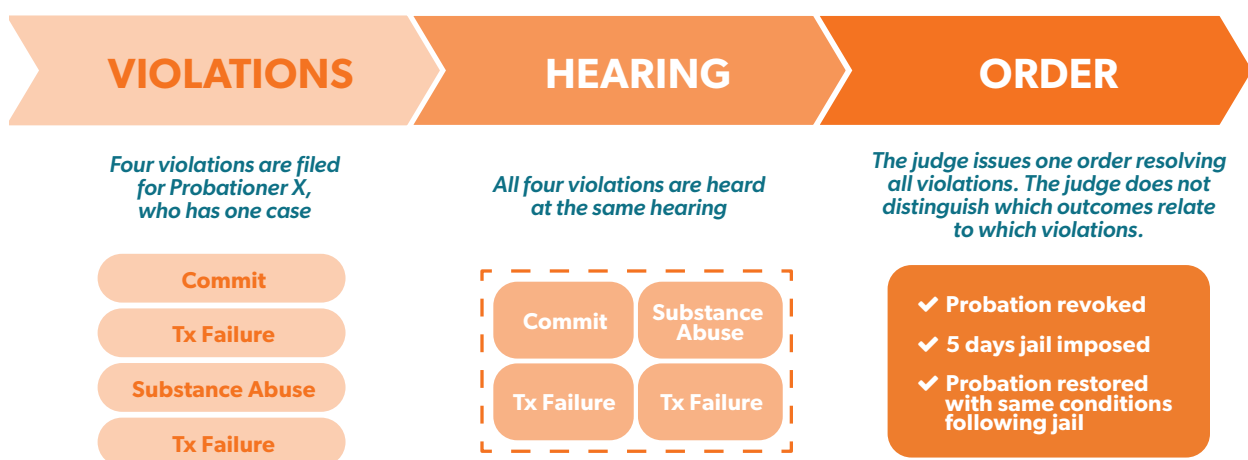 VIOLATIONS
HEARING
ORDER
Four violations are filed
for Probationer X,
who has one case
All four violations are heard
at the same hearing
The judge issues one order resolving
all violations. The judge does not
distinguish which outcomes relate
to which violations.
Commit
Tx Failure
Substance Abuse
Tx Failure
Commit
Substance
Abuse
Tx Failure
Tx Failure
Probation revoked
5 days jail imposed
Probation restored
with same conditions
following jail